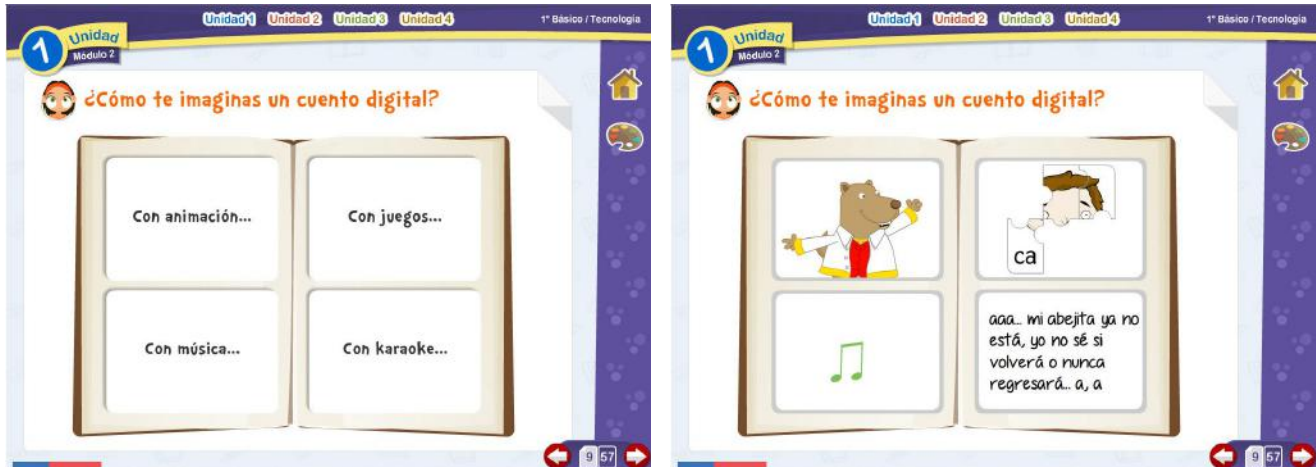 Unidad 1 Unidad 2 Unidad 3 Unidad 4
1° Básico / Tecnología
1 Unidad
Módulo 2
¿Cómo te imaginas un cuento digital?
Con animación...
Con juegos...
Con música...
Con karaoke...
9 57
Unidad 1 Unidad 2 Unidad 3 Unidad 4
1° Básico / Tecnología
1 Unidad
Módulo 2
¿Cómo te imaginas un cuento digital?
ca
aaa... mi abejita ya no
está, yo no sé si
volverá o nunca
regresará... a, a
9 57